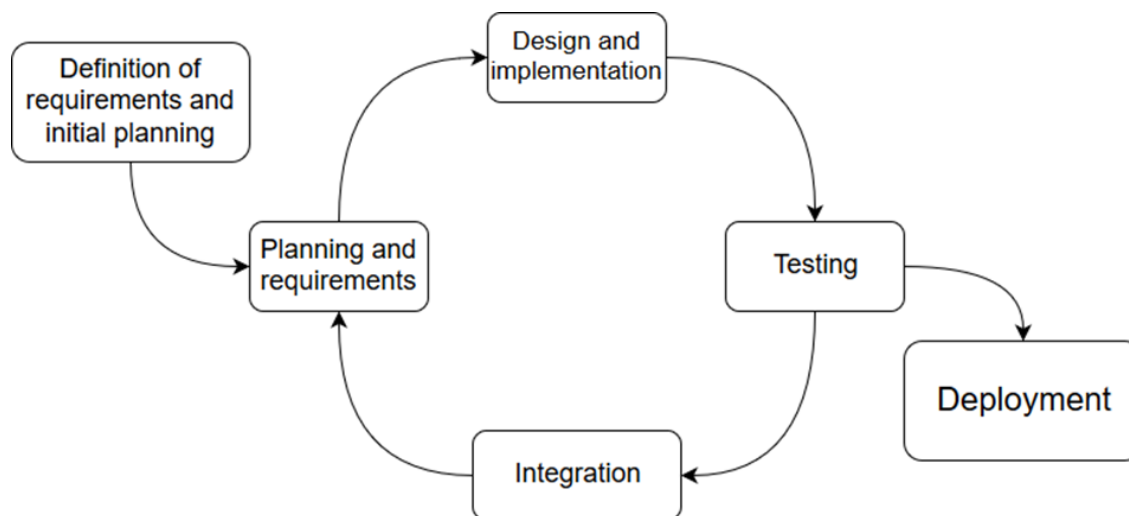 Definition of
requirements and
initial planning
Design and
implementation
Planning and
requirements
Testing
Deployment
Integration